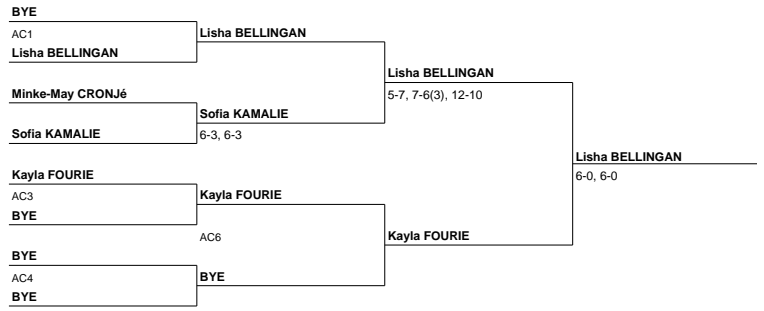 BYE
AC1
Lisha BELLINGAN
Lisha BELLINGAN
Lisha BELLINGAN
5-7, 7-6(3), 12-10
Minke-May CRONJé
Sofia KAMALIE
Sofia KAMALIE
6-3, 6-3
Lisha BELLINGAN
6-0, 6-0
Kayla FOURIE
AC3
Kayla FOURIE
BYE
AC6
Kayla FOURIE
BYE
AC4
BYE
BYE